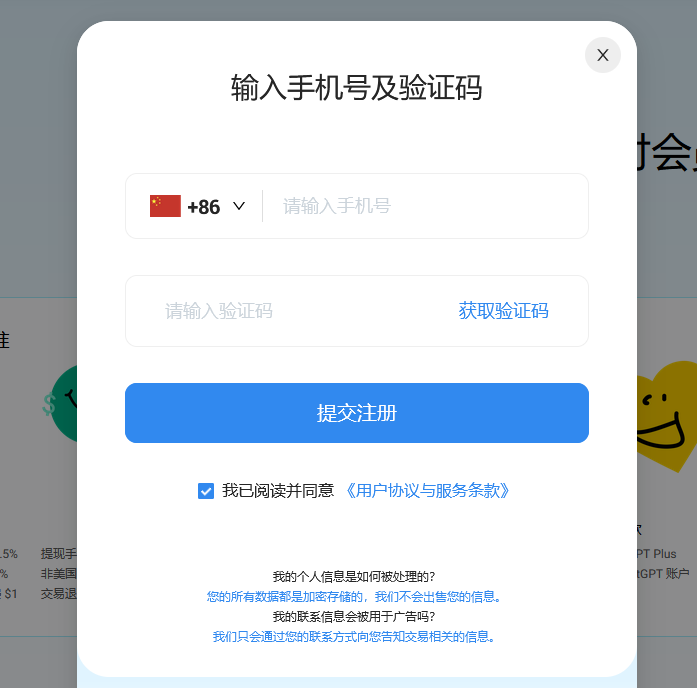 X
输入手机号及验证码
时会员
+86
请输入手机号
请输入验证码
获取验证码
准
$
提交注册
我已阅读并同意 《用户协议与服务条款》
.5%
提现手
PT Plus
%
非美国
tGPT 账户
$1
交易退
我的个人信息是如何被处理的?
您的所有数据都是加密存储的，我们不会出售您的信息。
我的联系信息会被用于广告吗?
我们只会通过您的联系方式向您告知交易相关的信息。